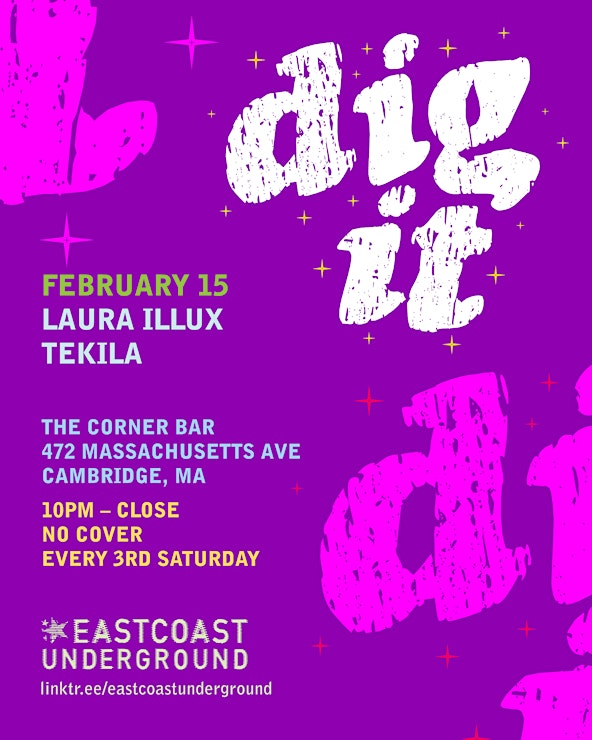 dig
it
FEBRUARY 15
LAURA ILLUX
TEKILA
THE CORNER BAR
472 MASSACHUSETTS AVE
CAMBRIDGE, MA
10PM – CLOSE
NO COVER
EVERY 3RD SATURDAY
EASTCOAST
UNDERGROUND
linktr.ee/eastcoastunderground